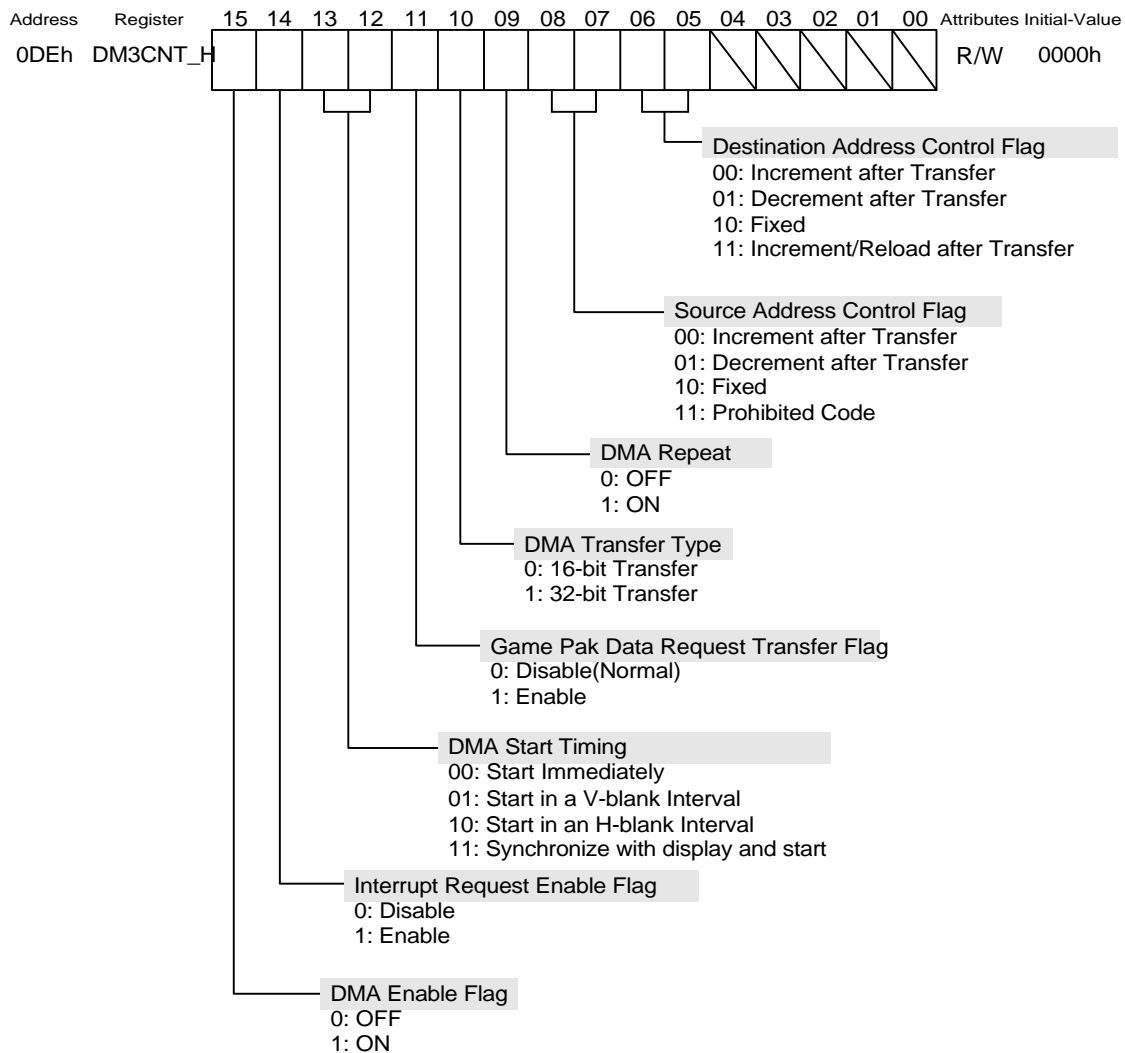 Address Register 15 14 13 12 11 10 09 08 07 06 05 04 03 02 01 00 Attributes Initial-Value
0DEh DM3CNT_H R/W 0000h
Destination Address Control Flag
00: Increment after Transfer
01: Decrement after Transfer
10: Fixed
11: Increment/Reload after Transfer
Source Address Control Flag
00: Increment after Transfer
01: Decrement after Transfer
10: Fixed
11: Prohibited Code
DMA Repeat
0: OFF
1: ON
DMA Transfer Type
0: 16-bit Transfer
1: 32-bit Transfer
Game Pak Data Request Transfer Flag
0: Disable(Normal)
1: Enable
DMA Start Timing
00: Start Immediately
01: Start in a V-blank Interval
10: Start in an H-blank Interval
11: Synchronize with display and start
Interrupt Request Enable Flag
0: Disable
1: Enable
DMA Enable Flag
0: OFF
1: ON